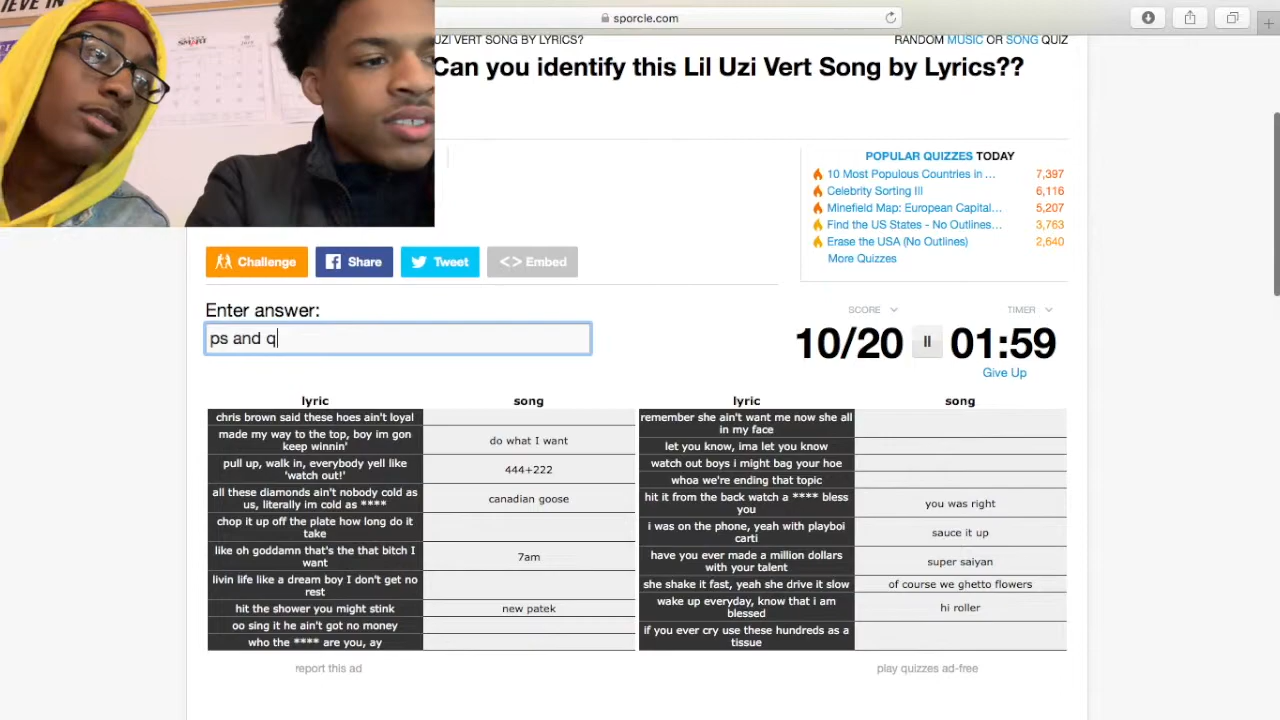 sporcle.com
IEVE IN
SMART
UZI VERT SONG BY LYRICS?
RANDOM MUSIC OR SONG QUIZ
Can you identify this Lil Uzi Vert Song by Lyrics??
POPULAR QUIZZES TODAY
10 Most Populous Countries in ... 7,397
Celebrity Sorting III 6,116
Minefield Map: European Capital... 5,207
Find the US States - No Outlines... 3,763
Erase the USA (No Outlines) 2,640
More Quizzes
Challenge
Share
Tweet
<> Embed
Enter answer:
ps and q
SCORE
TIMER
10/20
01:59
Give Up
lyric song
chris brown said these hoes ain't loyal
made my way to the top, boy im gon
keep winnin'
do what I want
pull up, walk in, everybody yell like
'watch out!'
444+222
all these diamonds ain't nobody cold as
us, literally im cold as ****
canadian goose
chop it up off the plate how long do it
take
like oh goddamn that's the that bitch I
want
7am
livin life like a dream boy I don't get no
rest
hit the shower you might stink
new patek
oo sing it he ain't got no money
who the **** are you, ay
lyric song
remember she ain't want me now she all
in my face
let you know, ima let you know
watch out boys i might bag your hoe
whoa we're ending that topic
hit it from the back watch a **** bless
you
you was right
i was on the phone, yeah with playboi
carti
sauce it up
have you ever made a million dollars
with your talent
super saiyan
she shake it fast, yeah she drive it slow
of course we ghetto flowers
wake up everyday, know that i am
blessed
hi roller
if you ever cry use these hundreds as a
tissue
report this ad
play quizzes ad-free